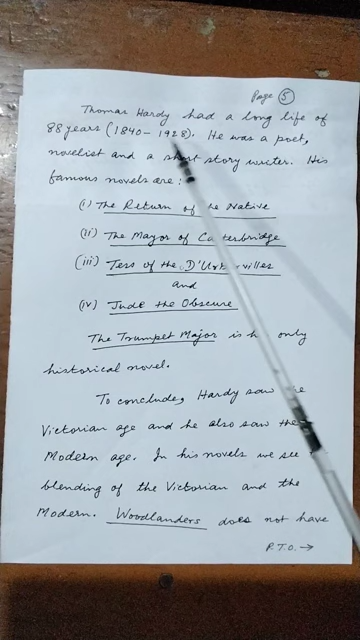 Page 5
Thomas Hardy had a long life of
88 years (1840 – 1928). He was a poet,
novelist and a short story writer. His
famous novels are:
(i) The Return of the Native
(ii) The Mayor of Casterbridge
(iii) Tess of the D'Urbervilles
and
(iv) Jude the Obscure
The Trumpet Major is his only
historical novel.
To conclude, Hardy saw the
Victorian age and he also saw the
Modern age. In his novels we see
blending of the Victorian and the
Modern. Woodlanders does not have
P.T.O. →